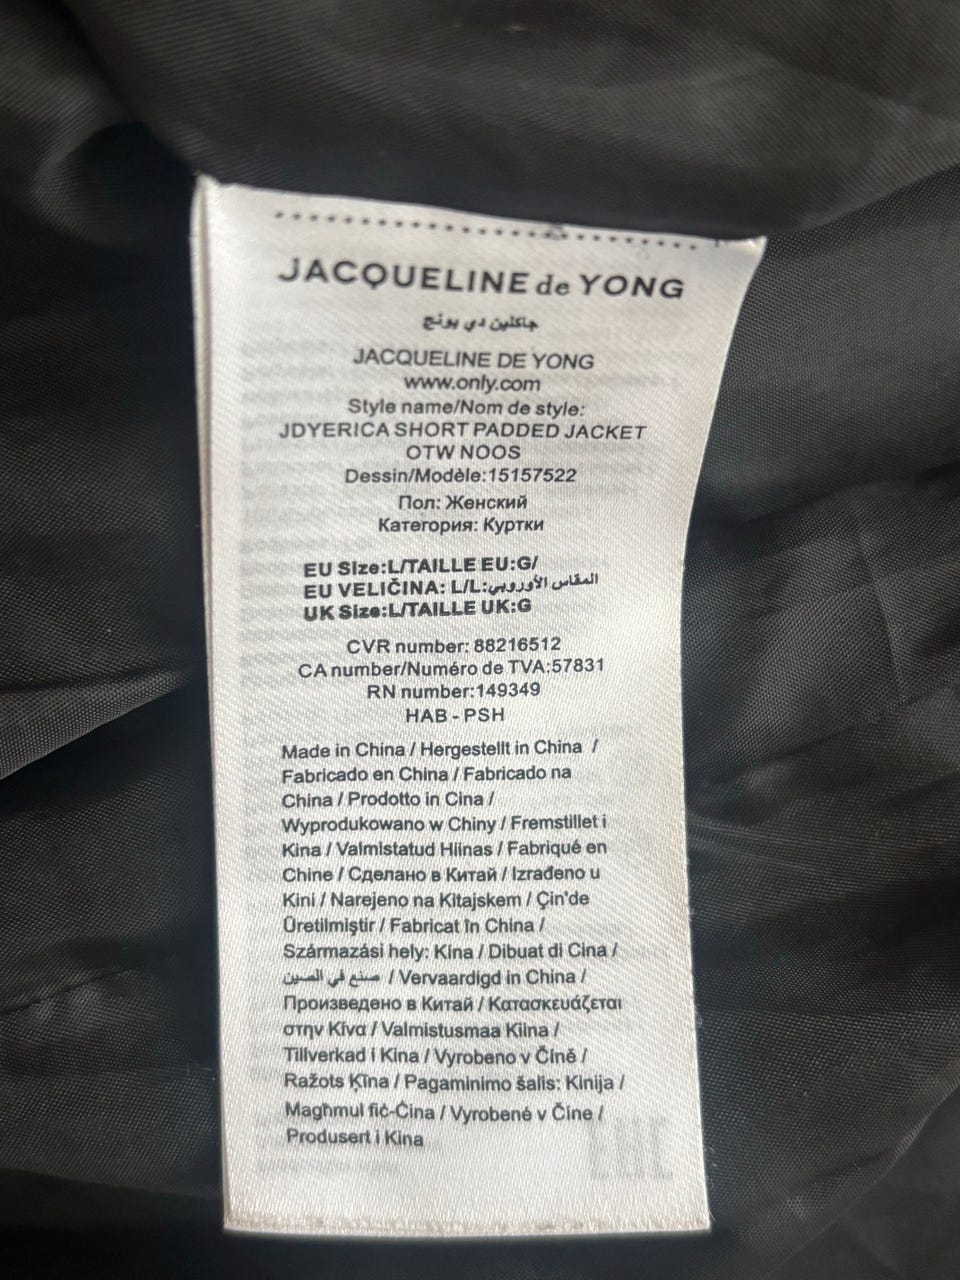 JACQUELINE de YONG
جاكلين دي يونج
JACQUELINE DE YONG
www.only.com
Style name/Nom de style:
JDYERICA SHORT PADDED JACKET
OTW NOOS
Dessin/Modèle:15157522
Пол: Женский
Категория: Куртки
EU Size:L/TAILLE EU:G/
EU VELIČINA: L/L:المقاس الأوروبي
UK Size:L/TAILLE UK:G
CVR number: 88216512
CA number/Numéro de TVA:57831
RN number:149349
HAB - PSH
Made in China / Hergestellt in China /
Fabricado en China / Fabricado na
China / Prodotto in Cina /
Wyprodukowano w Chiny / Fremstillet i
Kina / Valmistatud Hiinas / Fabriqué en
Chine / Сделано в Китай / Izrađeno u
Kini / Narejeno na Kitajskem / Çin'de
Üretilmiştir / Fabricat în China /
Származási hely: Kína / Dibuat di Cina /
صنع في الصين / Vervaardigd in China /
Произведено в Китай / Κατασκευάζεται
στην Κίνα / Valmistusmaa Kiina /
Tillverkad i Kina / Vyrobeno v Číně /
Ražots Ķīna / Pagaminimo šalis: Kinija /
Magħmul fiċ-Ċina / Vyrobené v Číne /
Produsert i Kina